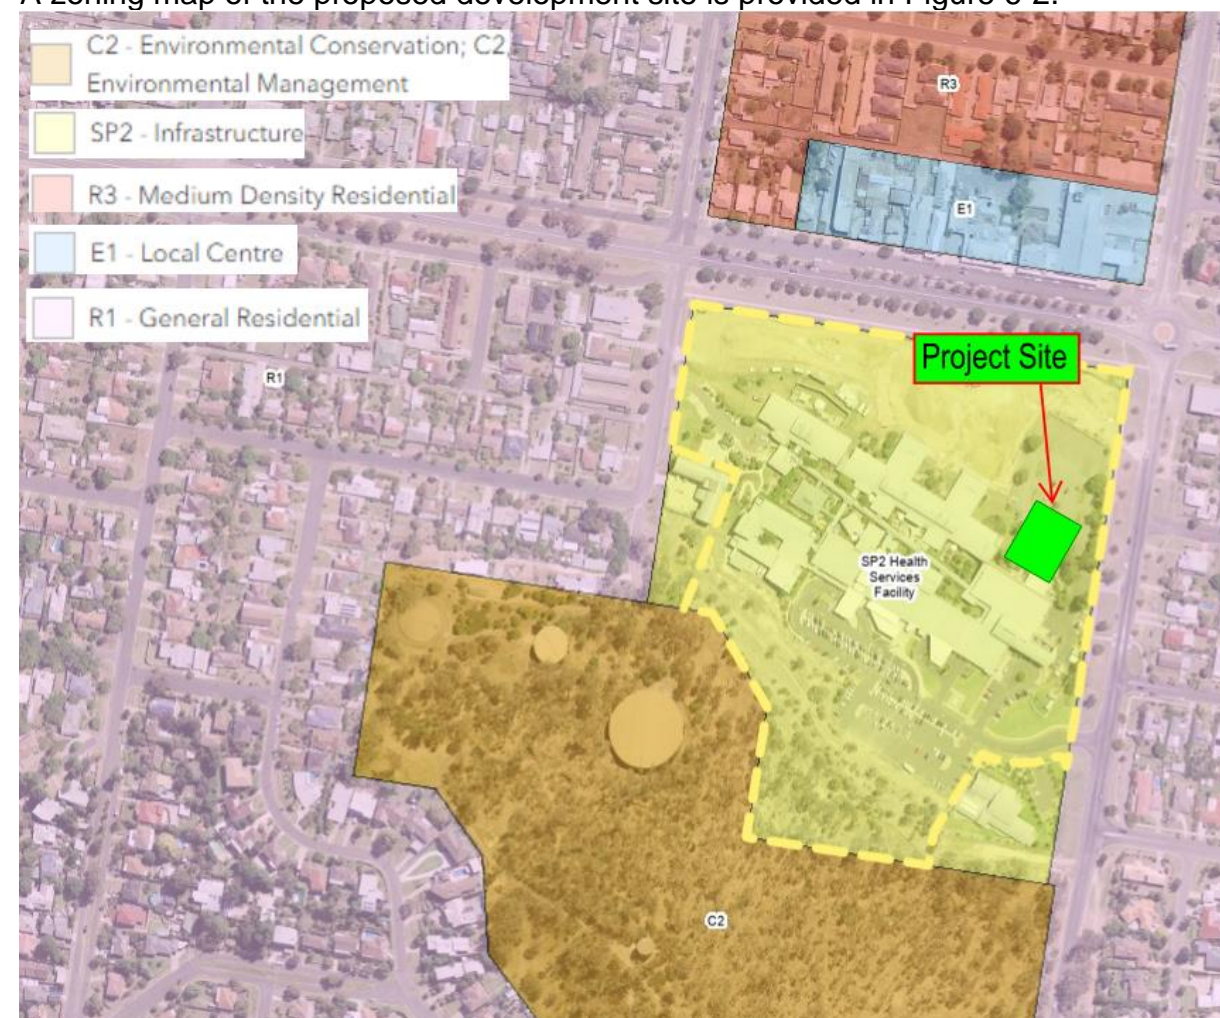 A zoning map of the proposed development site is provided in Figure 3-2.
C2 - Environmental Conservation; C2
Environmental Management
SP2 - Infrastructure
R3 - Medium Density Residential
E1 - Local Centre
R1 - General Residential
R3
E1
Project Site
R1
SP2 Health
Services
Facility
C2